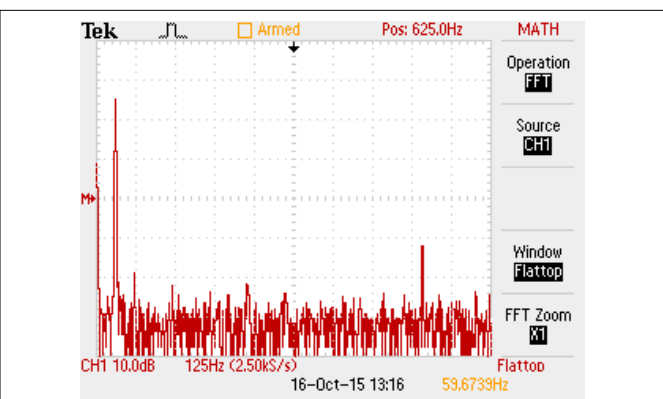 Tek Armed Pos: 625.0Hz MATH
Operation
FFT
Source
CH1
M
Window
Flattop
FFT Zoom
X1
CH1 10.0dB 125Hz (2.50kS/s) Flattop
16-Oct-15 13:16 59.6739Hz